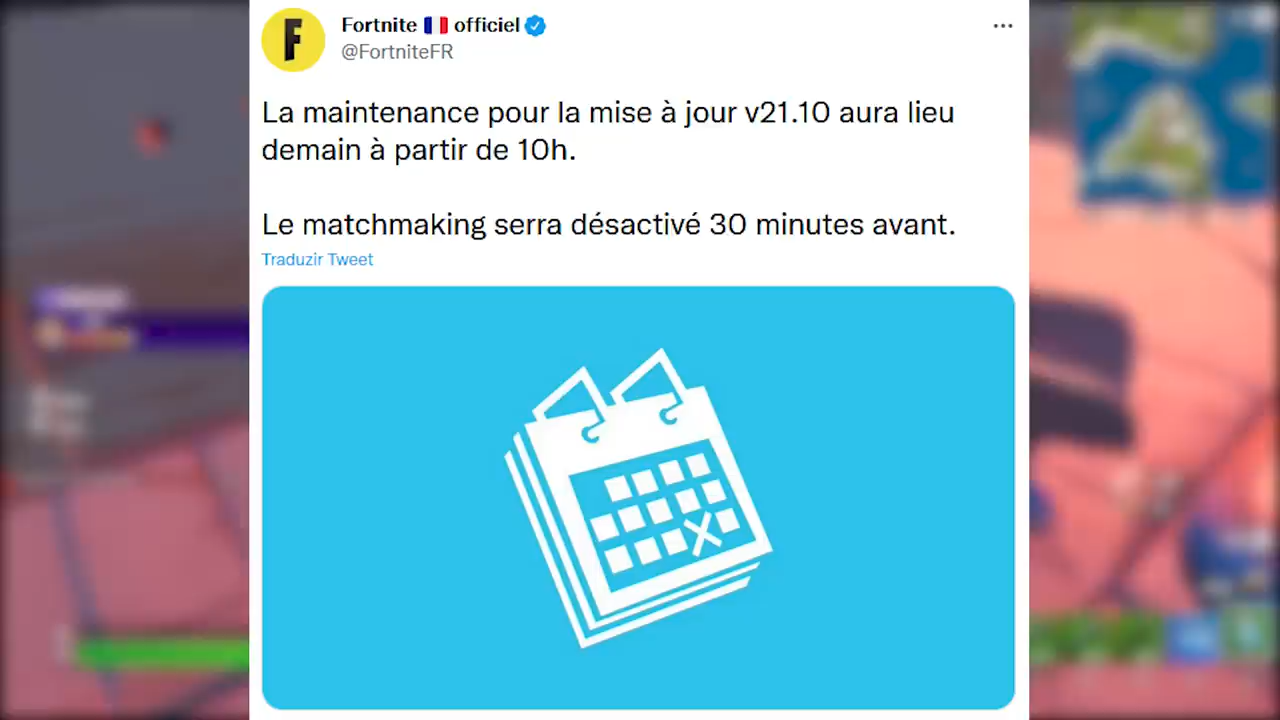 Fortnite 🇫🇷 officiel
@FortniteFR
La maintenance pour la mise à jour v21.10 aura lieu
demain à partir de 10h.
Le matchmaking serra désactivé 30 minutes avant.
Traduzir Tweet